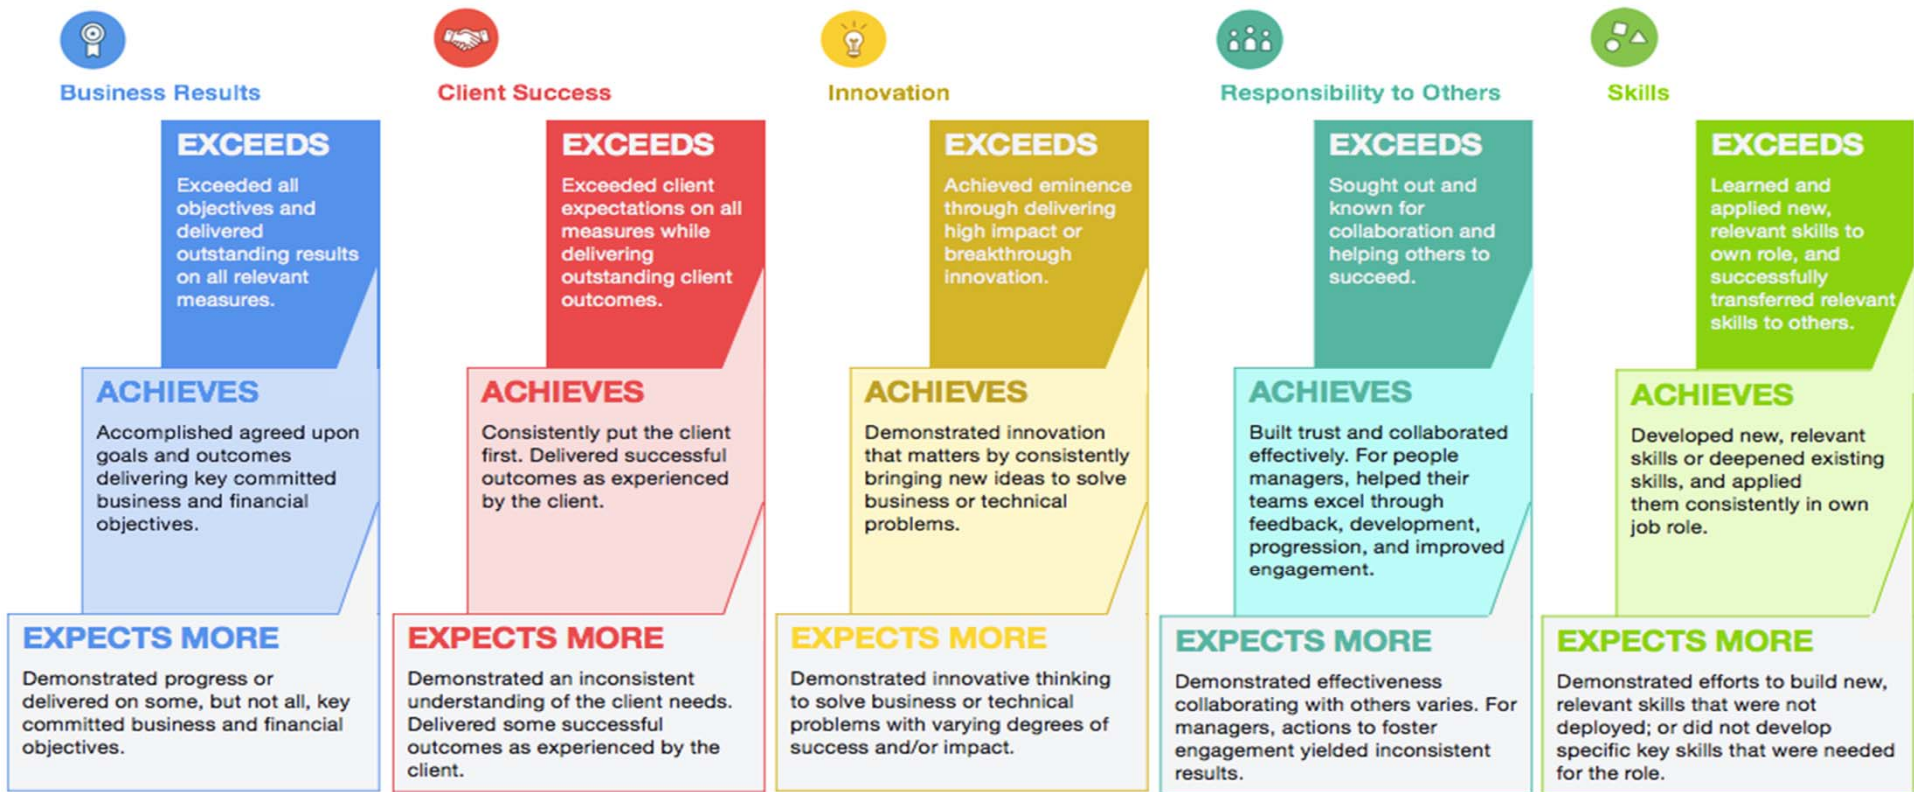 Business Results
EXCEEDS
Exceeded all
objectives and
delivered
outstanding results
on all relevant
measures.
ACHIEVES
Accomplished agreed upon
goals and outcomes
delivering key committed
business and financial
objectives.
EXPECTS MORE
Demonstrated progress or
delivered on some, but not all, key
committed business and financial
objectives.
Client Success
EXCEEDS
Exceeded client
expectations on all
measures while
delivering
outstanding client
outcomes.
ACHIEVES
Consistently put the client
first. Delivered successful
outcomes as experienced
by the client.
EXPECTS MORE
Demonstrated an inconsistent
understanding of the client needs.
Delivered some successful
outcomes as experienced by the
client.
Innovation
EXCEEDS
Achieved eminence
through delivering
high impact or
breakthrough
innovation.
ACHIEVES
Demonstrated innovation
that matters by consistently
bringing new ideas to solve
business or technical
problems.
EXPECTS MORE
Demonstrated innovative thinking
to solve business or technical
problems with varying degrees of
success and/or impact.
Responsibility to Others
EXCEEDS
Sought out and
known for
collaboration and
helping others to
succeed.
ACHIEVES
Built trust and collaborated
effectively. For people
managers, helped their
teams excel through
feedback, development,
progression, and improved
engagement.
EXPECTS MORE
Demonstrated effectiveness
collaborating with others varies. For
managers, actions to foster
engagement yielded inconsistent
results.
Skills
EXCEEDS
Learned and
applied new,
relevant skills to
own role, and
successfully
transferred relevant
skills to others.
ACHIEVES
Developed new, relevant
skills or deepened existing
skills, and applied
them consistently in own
job role.
EXPECTS MORE
Demonstrated efforts to build new,
relevant skills that were not
deployed; or did not develop
specific key skills that were needed
for the role.